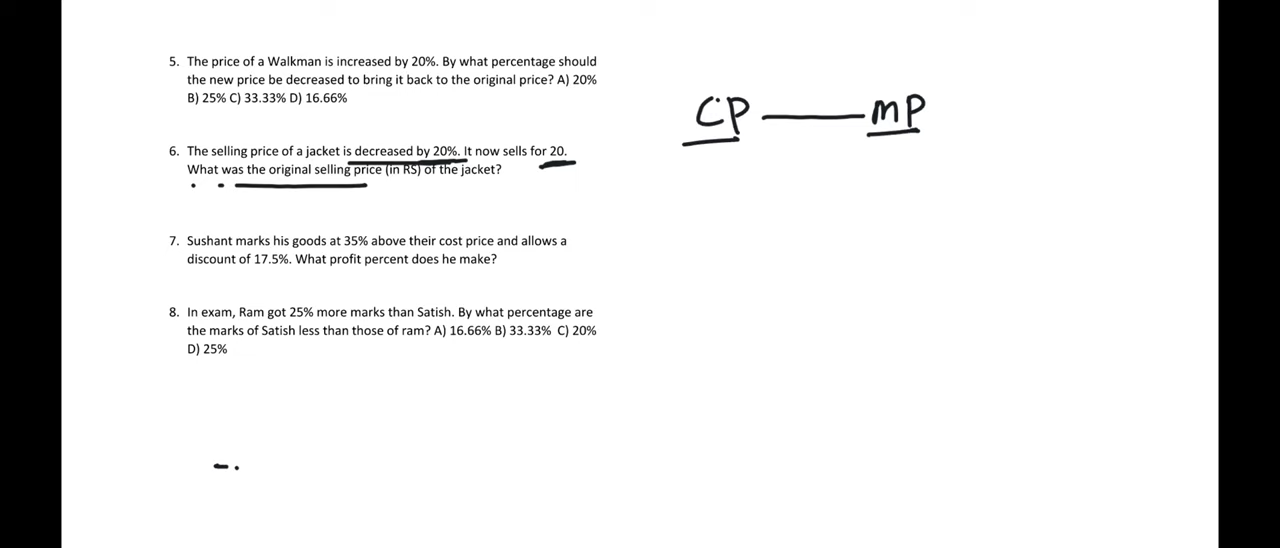 5. The price of a Walkman is increased by 20%. By what percentage should
the new price be decreased to bring it back to the original price? A) 20%
B) 25% C) 33.33% D) 16.66%
CP MP
6. The selling price of a jacket is decreased by 20%. It now sells for 20.
What was the original selling price (in RS) of the jacket?
7. Sushant marks his goods at 35% above their cost price and allows a
discount of 17.5%. What profit percent does he make?
8. In exam, Ram got 25% more marks than Satish. By what percentage are
the marks of Satish less than those of ram? A) 16.66% B) 33.33% C) 20%
D) 25%